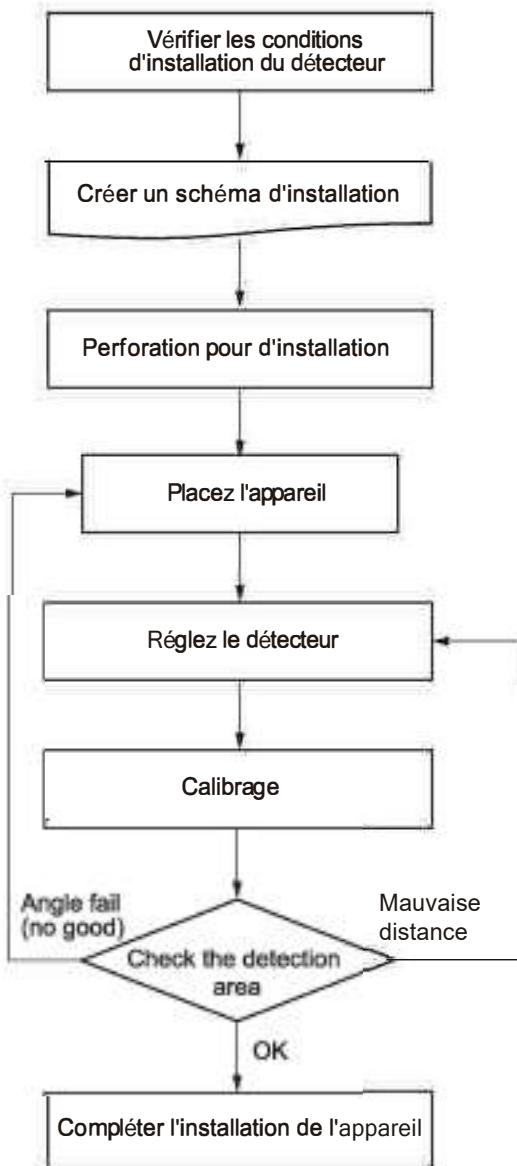 Vérifier les conditions
d'installation du détecteur
Créer un schéma d'installation
Perforation pour d'installation
Placez l'appareil
Réglez le détecteur
Calibrage
Angle fail
(no good)
Mauvaise
distance
Check the detection
area
OK
Compléter l'installation de l'appareil